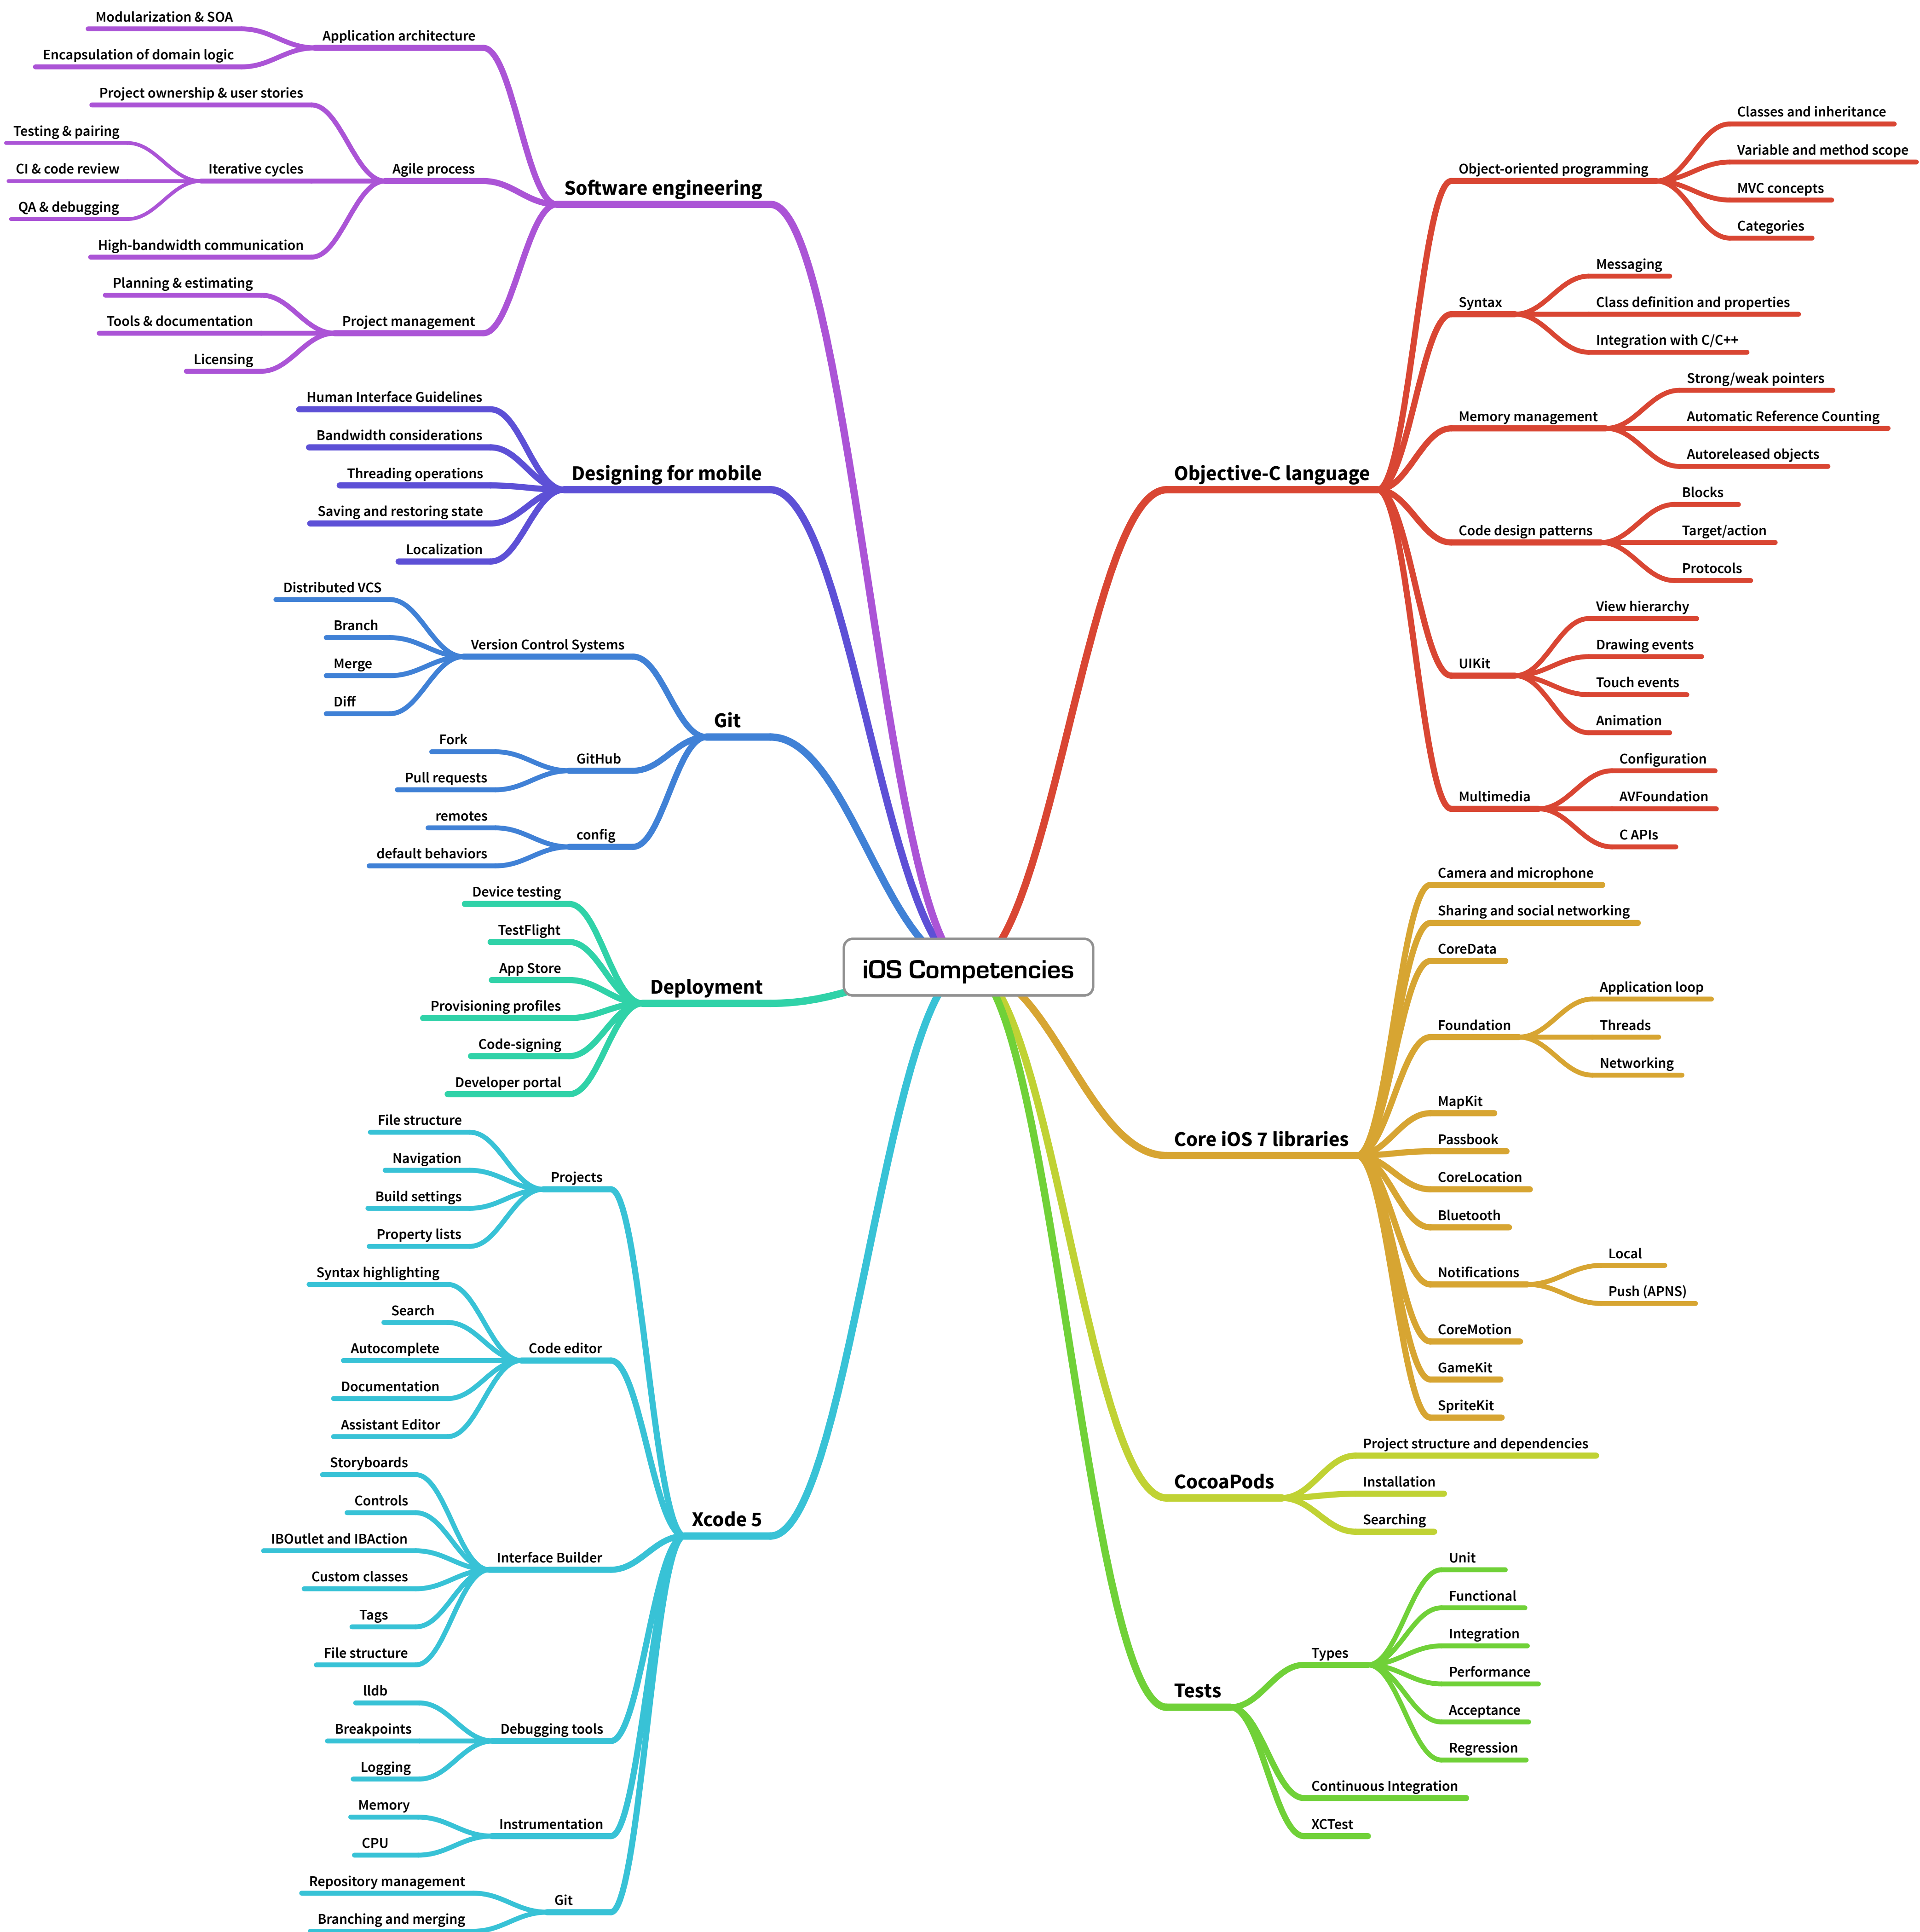 iOS Competencies
Software engineering
Application architecture
Modularization & SOA
Encapsulation of domain logic
Agile process
Project ownership & user stories
Iterative cycles
Testing & pairing
CI & code review
QA & debugging
High-bandwidth communication
Project management
Planning & estimating
Tools & documentation
Licensing
Designing for mobile
Human Interface Guidelines
Bandwidth considerations
Threading operations
Saving and restoring state
Localization
Git
Version Control Systems
Distributed VCS
Branch
Merge
Diff
GitHub
Fork
Pull requests
config
remotes
default behaviors
Deployment
Device testing
TestFlight
App Store
Provisioning profiles
Code-signing
Developer portal
Xcode 5
Projects
File structure
Navigation
Build settings
Property lists
Code editor
Syntax highlighting
Search
Autocomplete
Documentation
Assistant Editor
Interface Builder
Storyboards
Controls
IBOutlet and IBAction
Custom classes
Tags
File structure
Debugging tools
lldb
Breakpoints
Logging
Instrumentation
Memory
CPU
Git
Repository management
Branching and merging
Objective-C language
Object-oriented programming
Classes and inheritance
Variable and method scope
MVC concepts
Categories
Syntax
Messaging
Class definition and properties
Integration with C/C++
Memory management
Strong/weak pointers
Automatic Reference Counting
Autoreleased objects
Code design patterns
Blocks
Target/action
Protocols
UIKit
View hierarchy
Drawing events
Touch events
Animation
Multimedia
Configuration
AVFoundation
C APIs
Core iOS 7 libraries
Camera and microphone
Sharing and social networking
CoreData
Foundation
Application loop
Threads
Networking
MapKit
Passbook
CoreLocation
Bluetooth
Notifications
Local
Push (APNS)
CoreMotion
GameKit
SpriteKit
CocoaPods
Project structure and dependencies
Installation
Searching
Tests
Types
Unit
Functional
Integration
Performance
Acceptance
Regression
Continuous Integration
XCTest